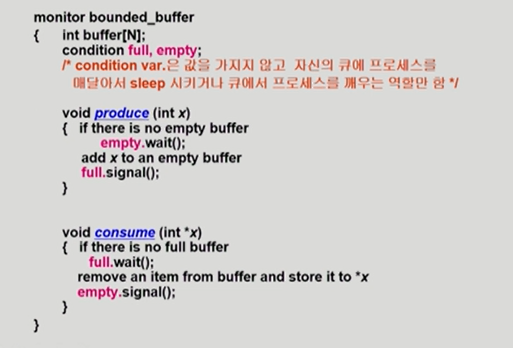 monitor bounded_buffer
{ int buffer[N];
condition full, empty;
/* condition var.은 값을 가지지 않고 자신의 큐에 프로세스를
매달아서 sleep 시키거나 큐에서 프로세스를 깨우는 역할만 함 */
void produce (int x)
{ if there is no empty buffer
empty.wait();
add x to an empty buffer
full.signal();
}
void consume (int *x)
{ if there is no full buffer
full.wait();
remove an item from buffer and store it to *x
empty.signal();
}
}